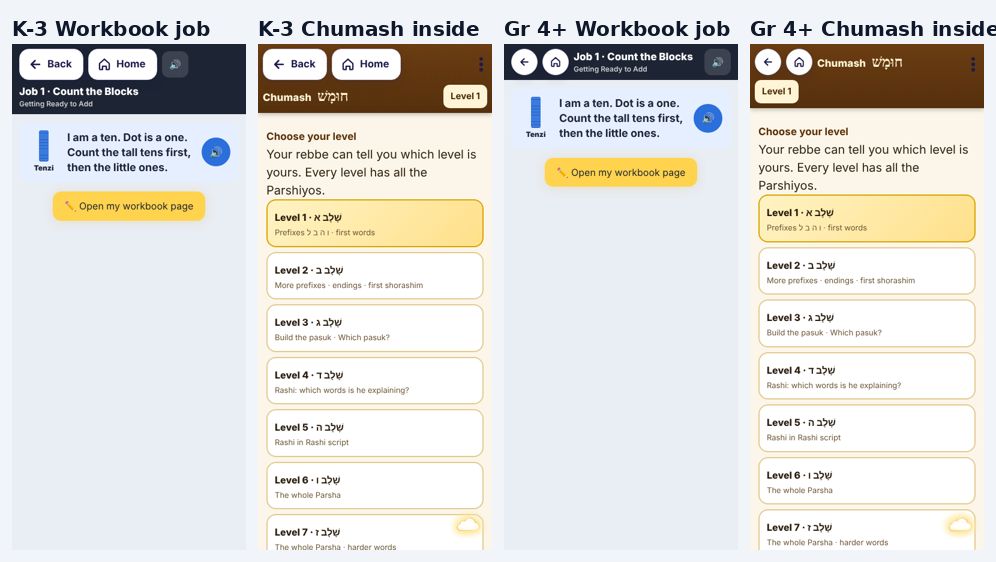 K-3 Workbook job
Back
Home
Job 1 · Count the Blocks
Getting Ready to Add
I am a ten. Dot is a one.
Count the tall tens first,
then the little ones.
Tenzi
Open my workbook page
K-3 Chumash inside
Back
Home
Chumash חוּמָשׁ
Level 1
Choose your level
Your rebbe can tell you which level is
yours. Every level has all the
Parshiyos.
Level 1 · שָׁלָב א
Prefixes ו ה ב ל · first words
Level 2 · שָׁלָב ב
More prefixes · endings · first shorashim
Level 3 · שָׁלָב ג
Build the pasuk · Which pasuk?
Level 4 · שָׁלָב ד
Rashi: which words is he explaining?
Level 5 · שָׁלָב ה
Rashi in Rashi script
Level 6 · שָׁלָב ו
The whole Parsha
Level 7 · שָׁלָב ז
The whole Parsha · harder words
Gr 4+ Workbook job
Job 1 · Count the Blocks
Getting Ready to Add
I am a ten. Dot is a one.
Count the tall tens first,
then the little ones.
Tenzi
Open my workbook page
Gr 4+ Chumash inside
Chumash חוּמָשׁ
Level 1
Choose your level
Your rebbe can tell you which level is
yours. Every level has all the
Parshiyos.
Level 1 · שָׁלָב א
Prefixes ו ה ב ל · first words
Level 2 · שָׁלָב ב
More prefixes · endings · first shorashim
Level 3 · שָׁלָב ג
Build the pasuk · Which pasuk?
Level 4 · שָׁלָב ד
Rashi: which words is he explaining?
Level 5 · שָׁלָב ה
Rashi in Rashi script
Level 6 · שָׁלָב ו
The whole Parsha
Level 7 · שָׁלָב ז
The whole Parsha · harder words